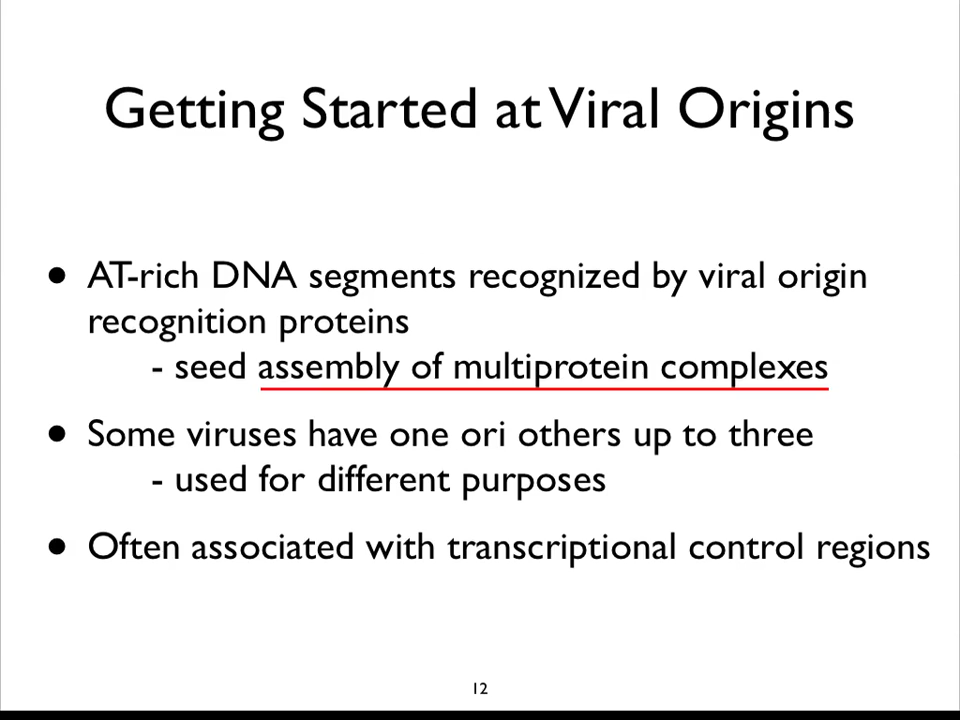 Getting Started at Viral Origins
• AT-rich DNA segments recognized by viral origin
recognition proteins
- seed assembly of multiprotein complexes
• Some viruses have one ori others up to three
- used for different purposes
• Often associated with transcriptional control regions
12